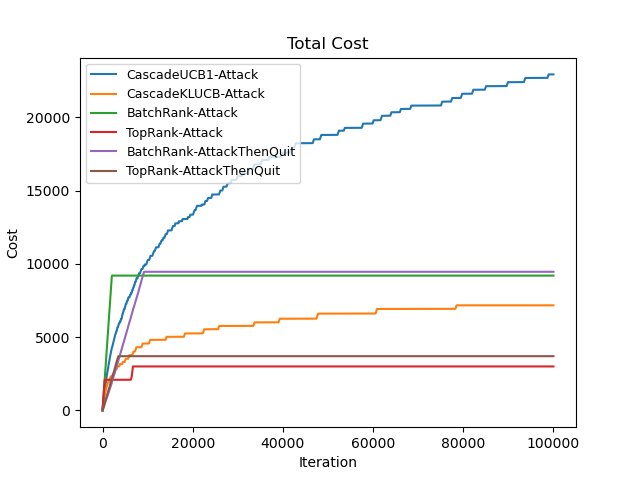 Total Cost
CascadeUCB1-Attack
CascadeKLUCB-Attack
BatchRank-Attack
TopRank-Attack
BatchRank-AttackThenQuit
TopRank-AttackThenQuit
Cost
20000
15000
10000
5000
0
0 20000 40000 60000 80000 100000
Iteration